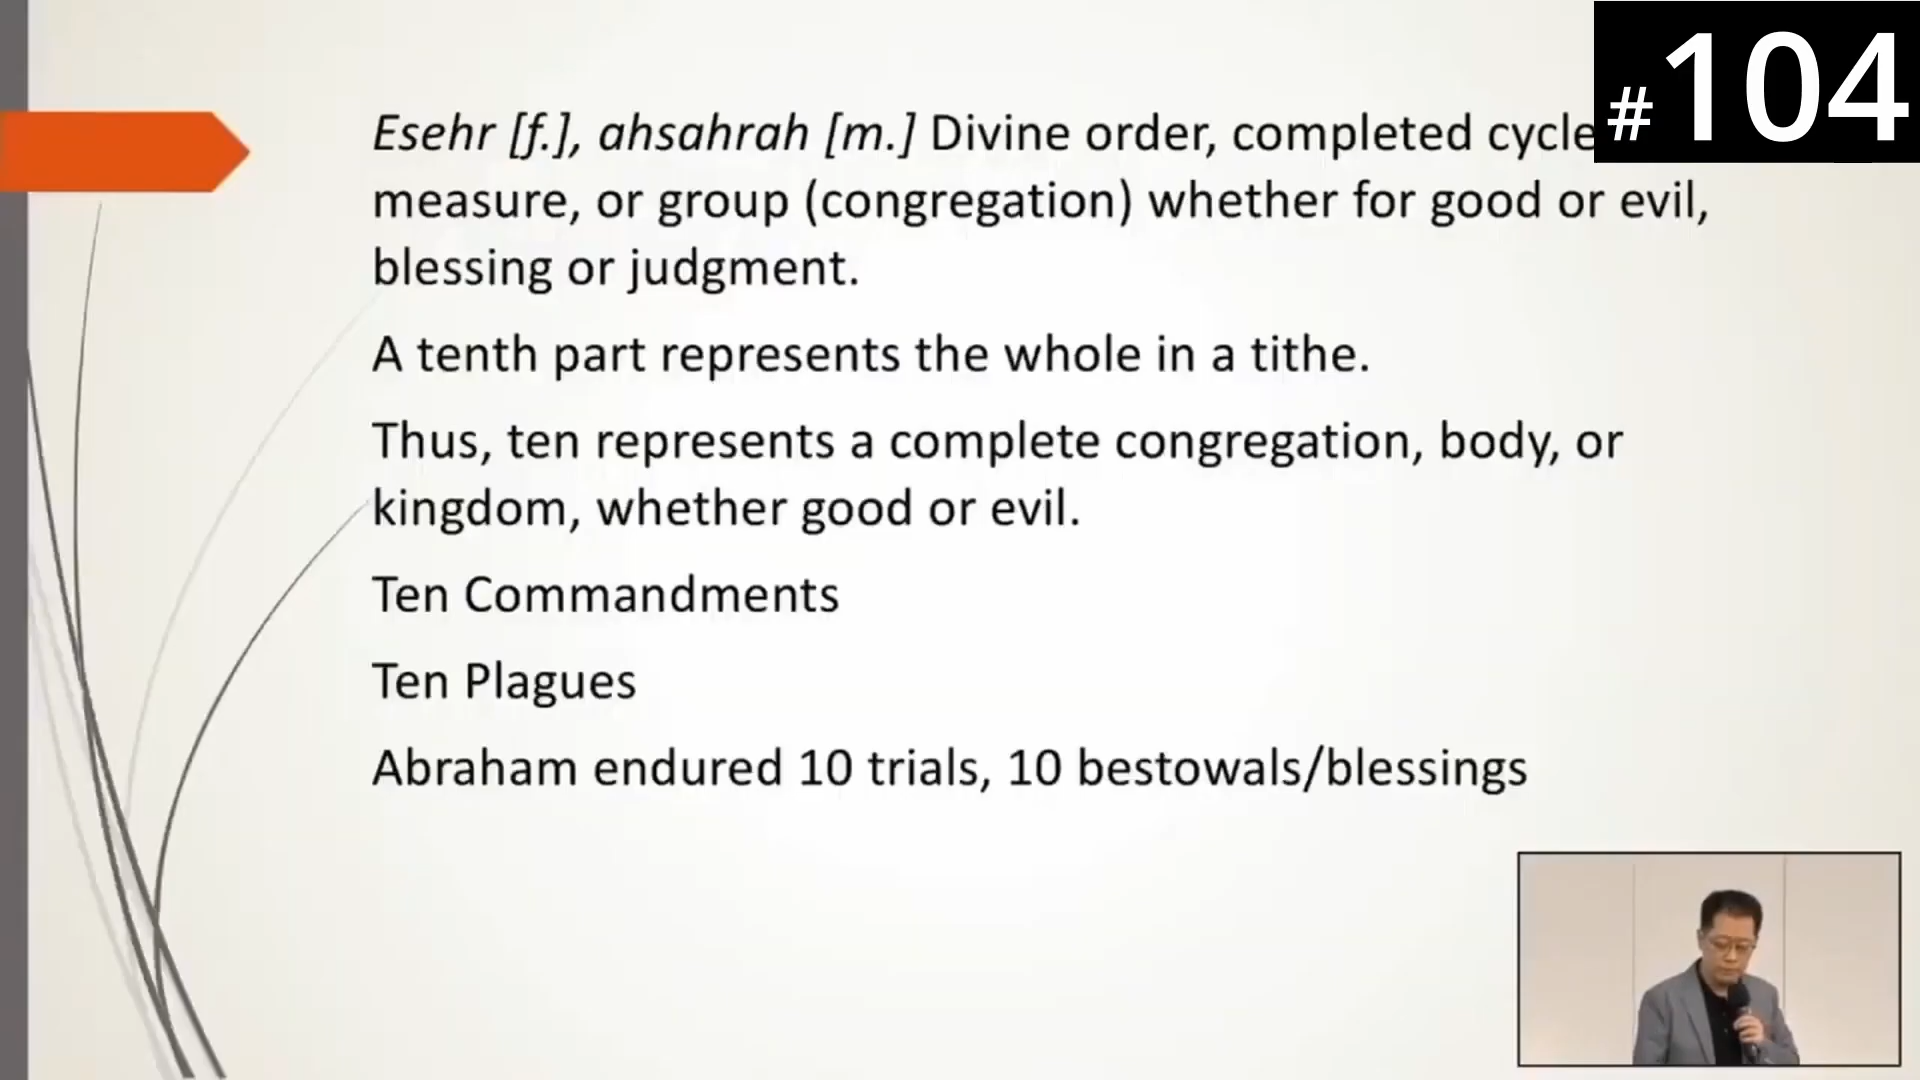 #104
Esehr [f.], ahsahrah [m.] Divine order, completed cycle
measure, or group (congregation) whether for good or evil,
blessing or judgment.
A tenth part represents the whole in a tithe.
Thus, ten represents a complete congregation, body, or
kingdom, whether good or evil.
Ten Commandments
Ten Plagues
Abraham endured 10 trials, 10 bestowals/blessings